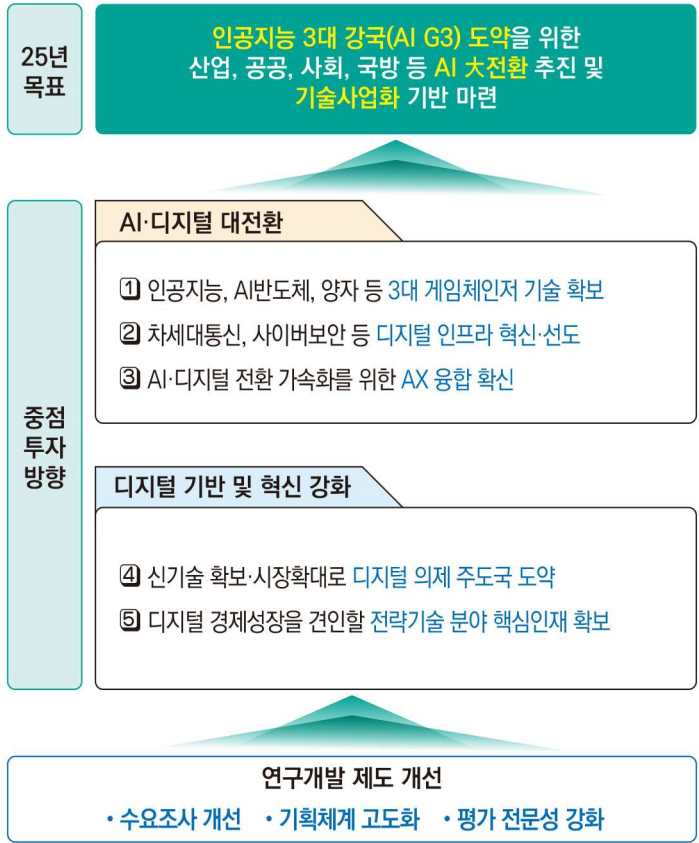 25년
목표
인공지능 3대 강국(AI G3) 도약을 위한
산업, 공공, 사회, 국방 등 AI 大전환 추진 및
기술사업화 기반 마련
중점
투자
방향
AI·디지털 대전환
1 인공지능, AI반도체, 양자 등 3대 게임체인저 기술 확보
2 차세대통신, 사이버보안 등 디지털 인프라 혁신·선도
3 AI·디지털 전환 가속화를 위한 AX 융합 확신
디지털 기반 및 혁신 강화
4 신기술 확보·시장확대로 디지털 의제 주도국 도약
5 디지털 경제성장을 견인할 전략기술 분야 핵심인재 확보
연구개발 제도 개선
• 수요조사 개선 • 기획체계 고도화 • 평가 전문성 강화